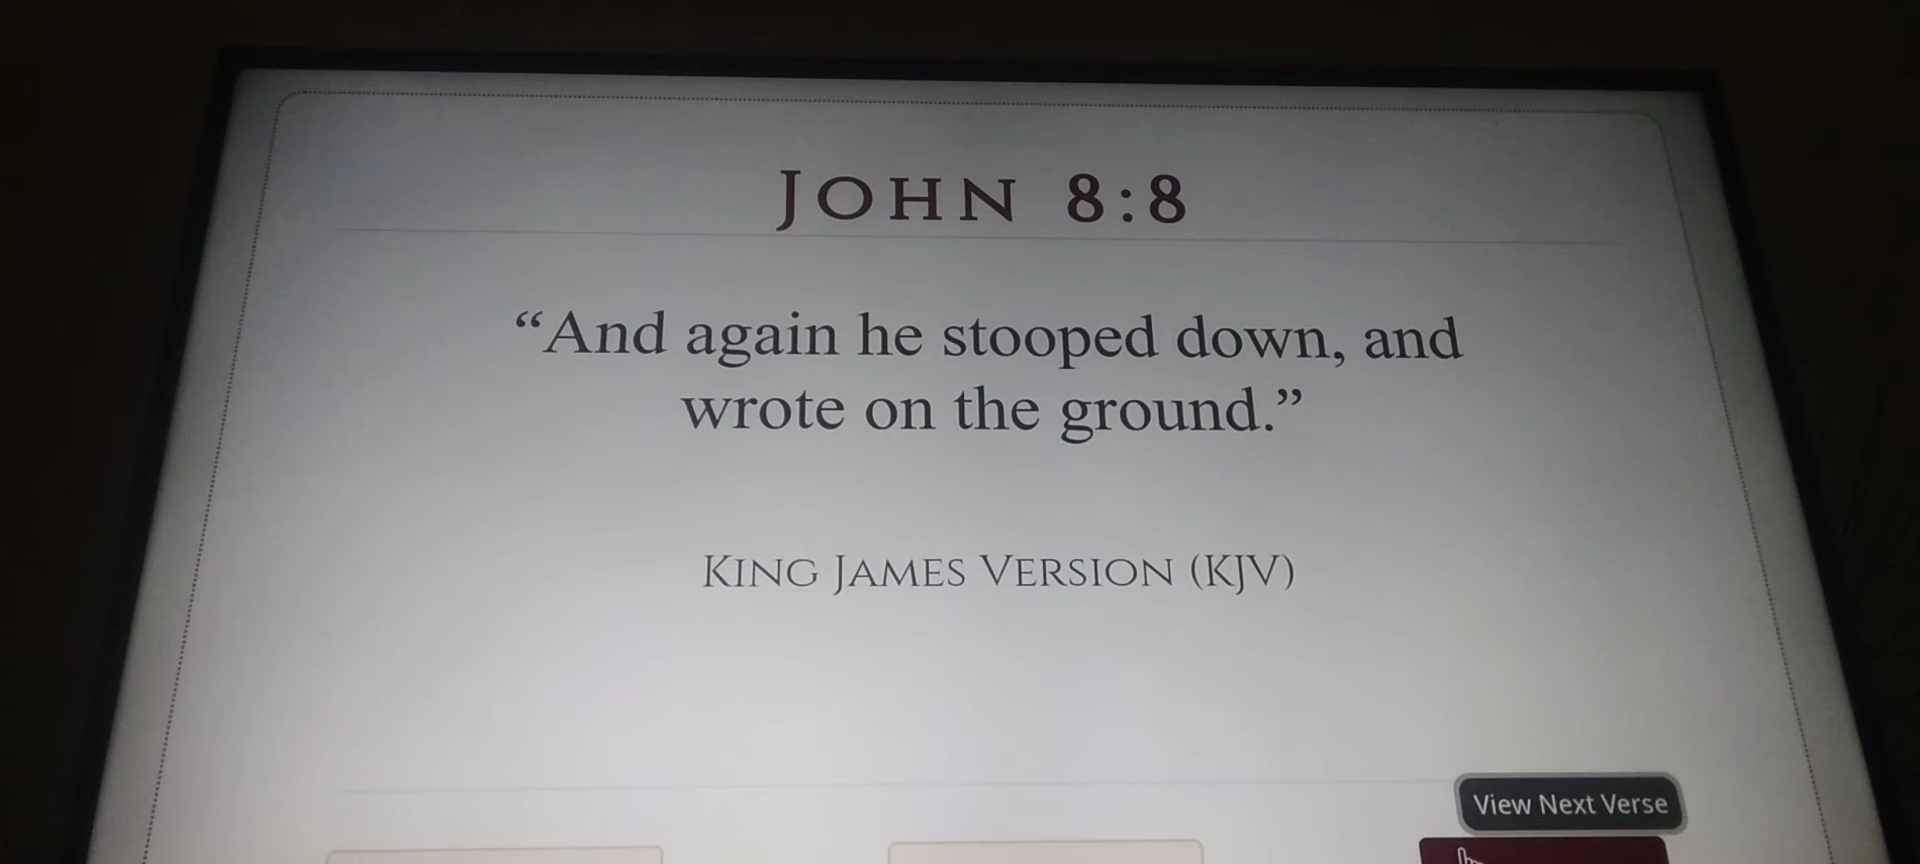 JOHN 8:8
“And again he stooped down, and
wrote on the ground.”
KING JAMES VERSION (KJV)
View Next Verse